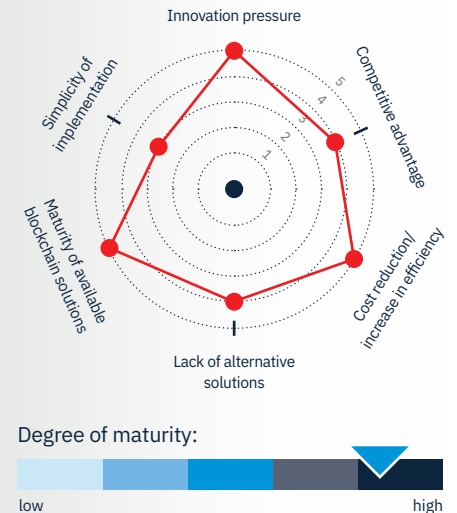 Innovation pressure
Simplicity of
implementation
Competitive advantage
5
4
3
2
1
Maturity of available
blockchain solutions
Cost reduction/
increase in efficiency
Lack of alternative
solutions
Degree of maturity:
low
high